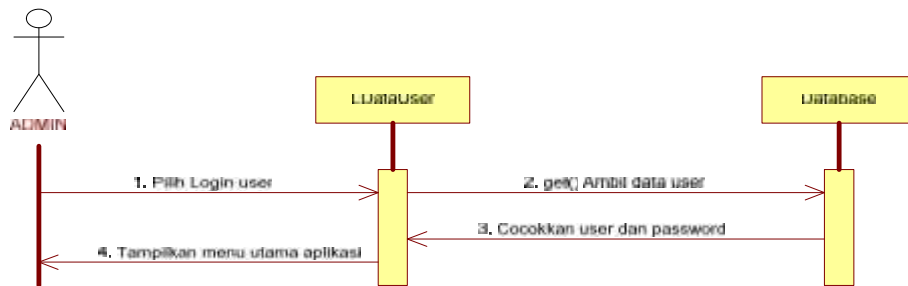 LDataUser
Database
ADMIN
1. Pilih Login user
2. get() Ambil data user
3. Cocokkan user dan password
4. Tampilkan menu utama aplikasi